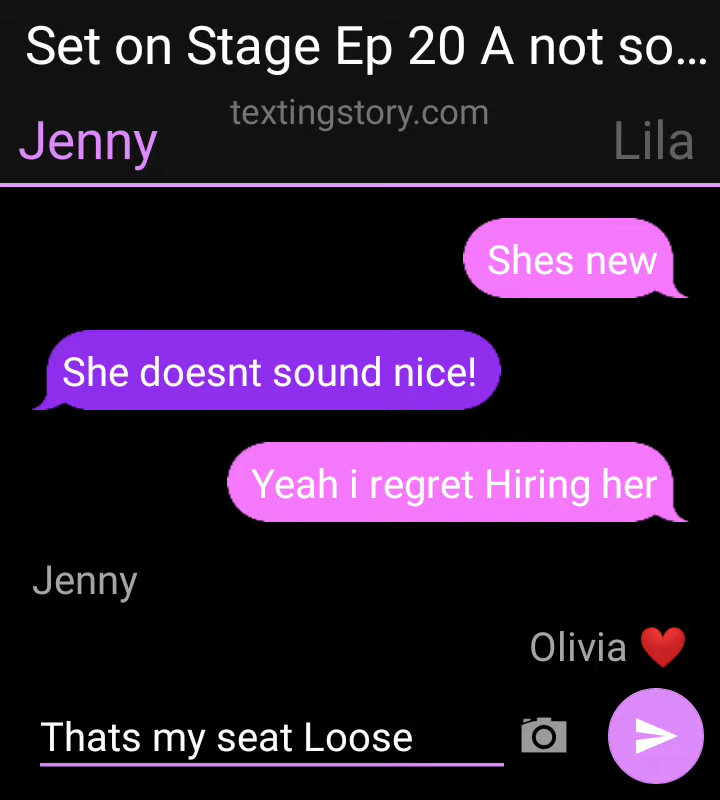 Set on Stage Ep 20 A not so...
textingstory.com
Jenny
Lila
Shes new
She doesnt sound nice!
Yeah i regret Hiring her
Jenny
Olivia ❤️
Thats my seat Loose